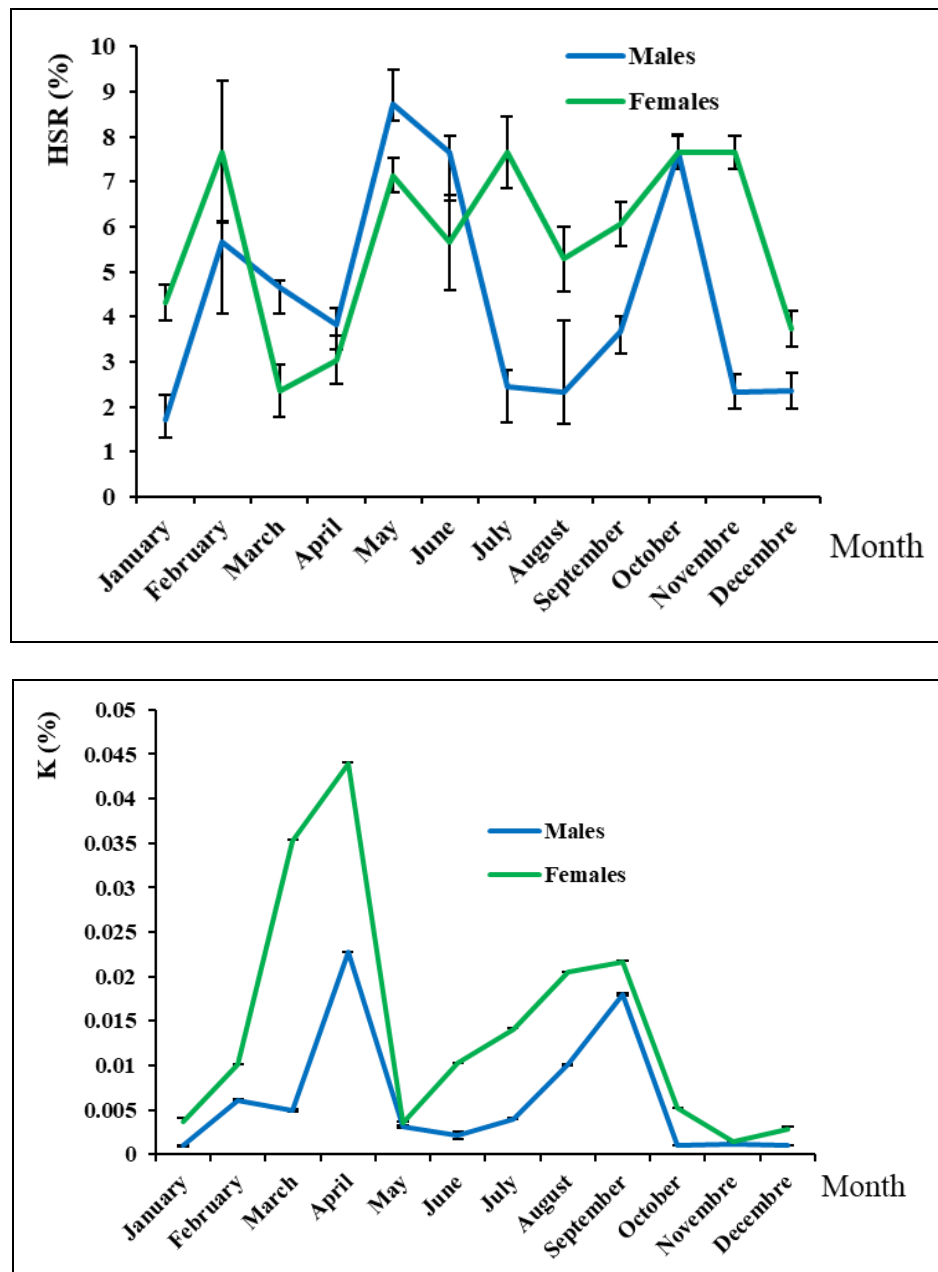 HSR (%)
10
9
8
7
6
5
4
3
2
1
0
Males
Females
January
February
March
April
May
June
July
August
September
October
Novembre
Decembre
Month
K (%)
0.05
0.045
0.04
0.035
0.03
0.025
0.02
0.015
0.01
0.005
0
Males
Females
January
February
March
April
May
June
July
August
September
October
Novembre
Decembre
Month